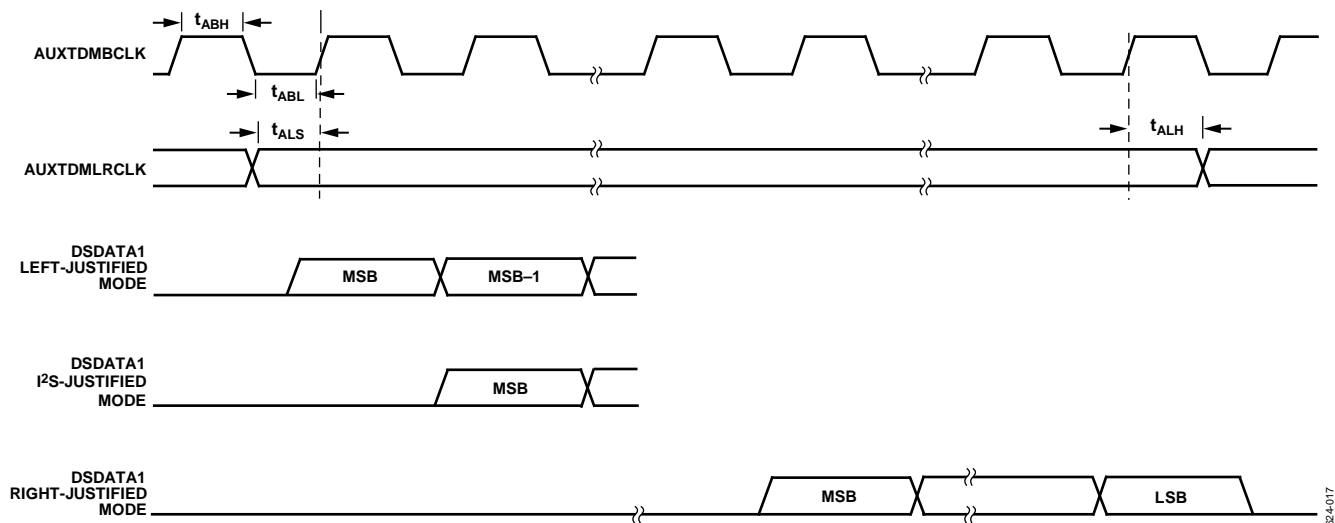 tABH
AUXTDMBCLK
tABL
tALS
tALH
AUXTDMLRCLK
DSDATA1
LEFT-JUSTIFIED
MODE
MSB
MSB–1
DSDATA1
I²S-JUSTIFIED
MODE
MSB
DSDATA1
RIGHT-JUSTIFIED
MODE
MSB
LSB